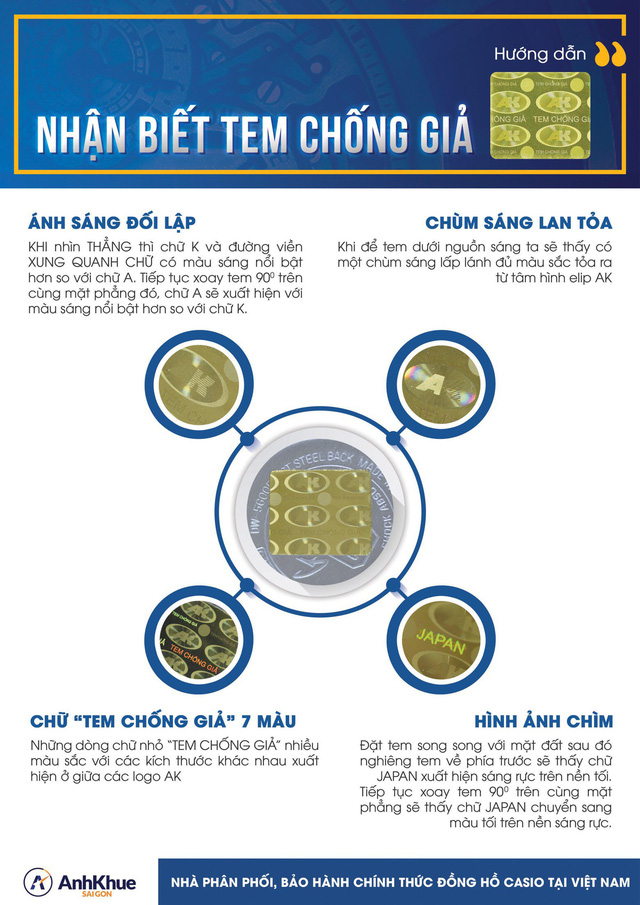 Hướng dẫn
NHẬN BIẾT TEM CHỐNG GIẢ
ÁNH SÁNG ĐỐI LẬP
KHI nhìn THẲNG thì chữ K và đường viền
XUNG QUANH CHỮ có màu sáng nổi bật
hơn so với chữ A. Tiếp tục xoay tem 90⁰ trên
cùng mặt phẳng đó, chữ A sẽ xuất hiện với
màu sáng nổi bật hơn so với chữ K.
CHÙM SÁNG LAN TỎA
Khi để tem dưới nguồn sáng ta sẽ thấy có
một chùm sáng lấp lánh đủ màu sắc tỏa ra
từ tâm hình elip AK
K
A
STEEL BACK
TEM CHỐNG GIẢ
JAPAN
CHỮ “TEM CHỐNG GIẢ” 7 MÀU
Những dòng chữ nhỏ “TEM CHỐNG GIẢ” nhiều
màu sắc với các kích thước khác nhau xuất
hiện ở giữa các logo AK
HÌNH ẢNH CHÌM
Đặt tem song song với mặt đất sau đó
nghiêng tem về phía trước sẽ thấy chữ
JAPAN xuất hiện sáng rực trên nền tối.
Tiếp tục xoay tem 90⁰ trên cùng mặt
phẳng sẽ thấy chữ JAPAN chuyển sang
màu tối trên nền sáng rực.
AnhKhue
SAIGON
NHÀ PHÂN PHỐI, BẢO HÀNH CHÍNH THỨC ĐỒNG HỒ CASIO TẠI VIỆT NAM